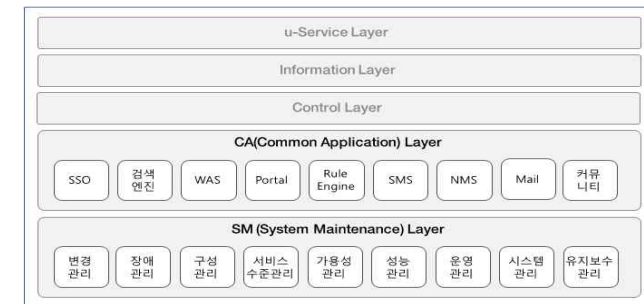 u-Service Layer
Information Layer
Control Layer
CA(Common Application) Layer
SSO
검색
엔진
WAS
Portal
Rule
Engine
SMS
NMS
Mail
커뮤
니티
SM (System Maintenance) Layer
변경
관리
장애
관리
구성
관리
서비스
수준관리
가용성
관리
성능
관리
운영
관리
시스템
관리
유지보수
관리